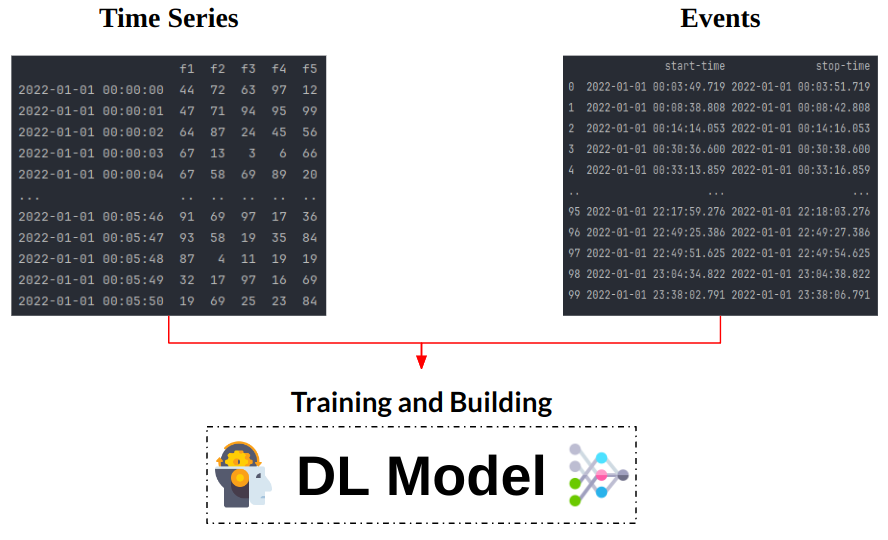 Time Series
f1 f2 f3 f4 f5
2022-01-01 00:00:00 44 72 63 97 12
2022-01-01 00:00:01 47 71 94 95 99
2022-01-01 00:00:02 64 87 24 45 56
2022-01-01 00:00:03 67 13 3 6 66
2022-01-01 00:00:04 67 58 69 89 20
... .. .. .. .. ..
2022-01-01 00:05:46 91 69 97 17 36
2022-01-01 00:05:47 93 58 19 35 84
2022-01-01 00:05:48 87 4 11 19 19
2022-01-01 00:05:49 32 17 97 16 69
2022-01-01 00:05:50 19 69 25 23 84
Events
start-time stop-time
0 2022-01-01 00:03:49.719 2022-01-01 00:03:51.719
1 2022-01-01 00:08:38.808 2022-01-01 00:08:42.808
2 2022-01-01 00:14:14.053 2022-01-01 00:14:16.053
3 2022-01-01 00:30:36.600 2022-01-01 00:30:38.600
4 2022-01-01 00:33:13.859 2022-01-01 00:33:16.859
.. ... ...
95 2022-01-01 22:17:59.276 2022-01-01 22:18:03.276
96 2022-01-01 22:49:25.386 2022-01-01 22:49:27.386
97 2022-01-01 22:49:51.625 2022-01-01 22:49:54.625
98 2022-01-01 23:04:34.822 2022-01-01 23:04:38.822
99 2022-01-01 23:38:02.791 2022-01-01 23:38:06.791
Training and Building
DL Model